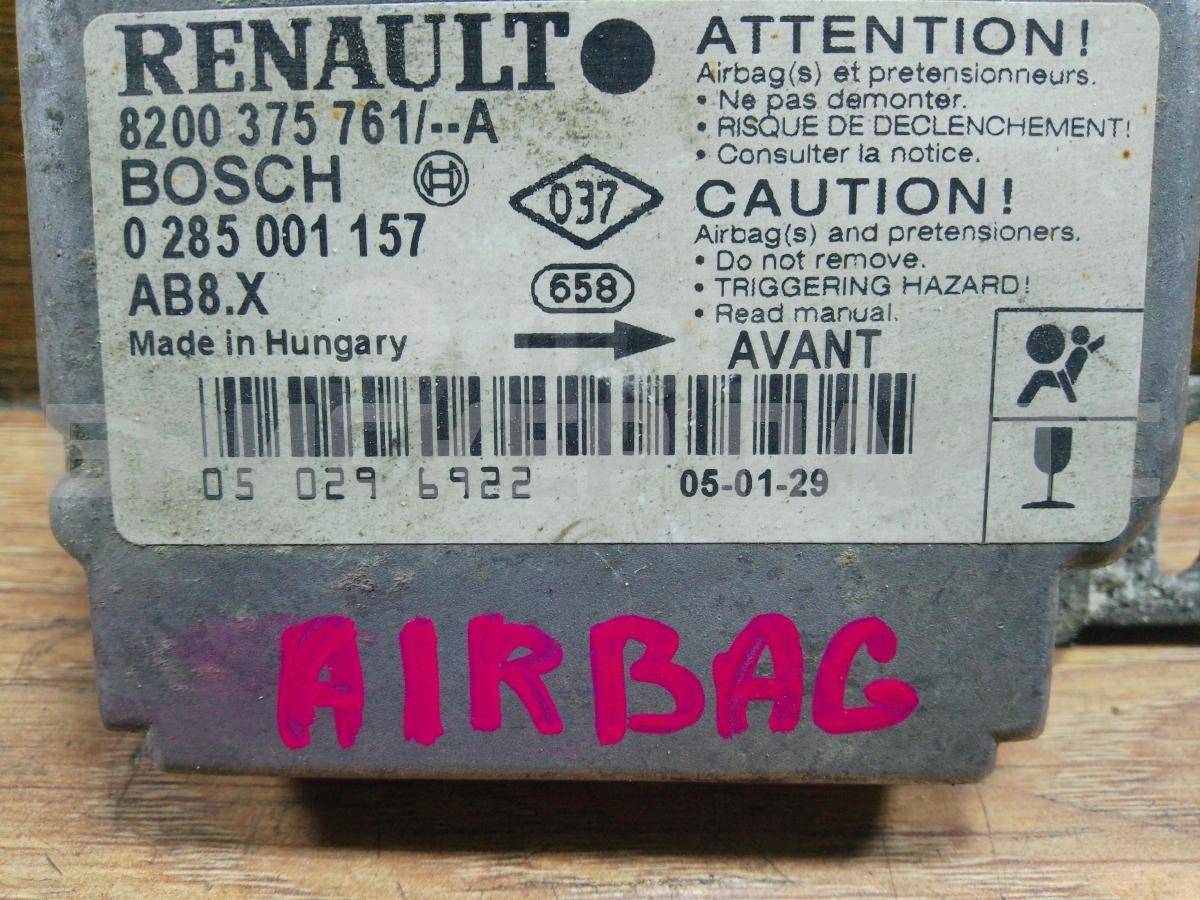 RENAULT
8200 375 761/--A
BOSCH
0 285 001 157
AB8.X
Made in Hungary
037
658
ATTENTION!
Airbag(s) et pretensionneurs.
• Ne pas demonter.
• RISQUE DE DECLENCHEMENT!
• Consulter la notice.
CAUTION!
Airbag(s) and pretensioners.
• Do not remove.
• TRIGGERING HAZARD!
• Read manual.
AVANT
05 029 6922
05-01-29
AIRBAG